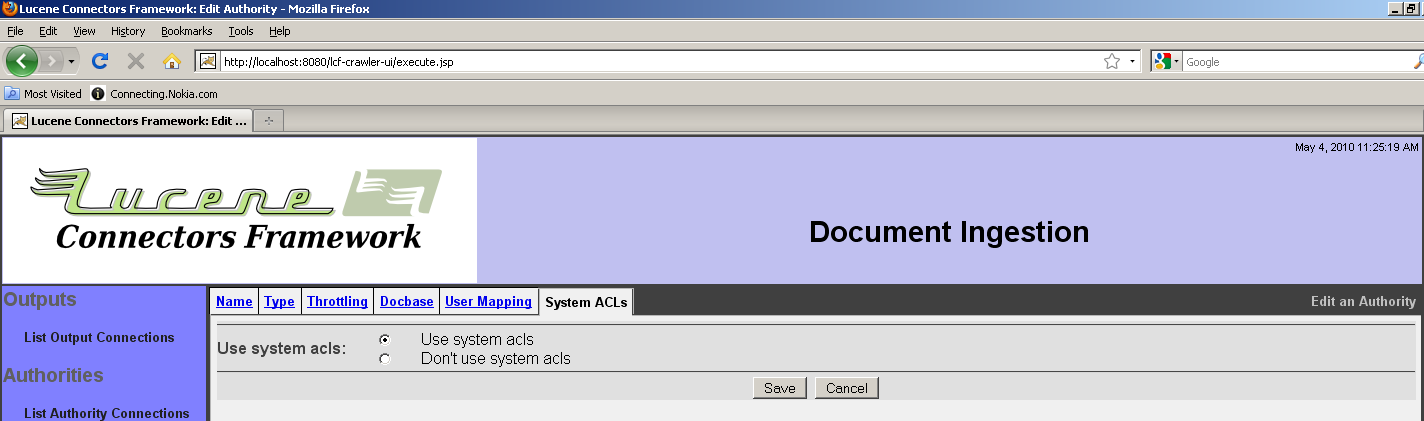 Lucene Connectors Framework: Edit Authority - Mozilla Firefox
File Edit View History Bookmarks Tools Help
http://localhost:8080/lcf-crawler-ui/execute.jsp
Google
Most Visited Connecting.Nokia.com
Lucene Connectors Framework: Edit ...
May 4, 2010 11:25:19 AM
Lucene
Connectors Framework
Document Ingestion
Outputs
List Output Connections
Authorities
List Authority Connections
Name Type Throttling Docbase User Mapping System ACLs
Edit an Authority
Use system acls:
Use system acls
Don't use system acls
Save Cancel